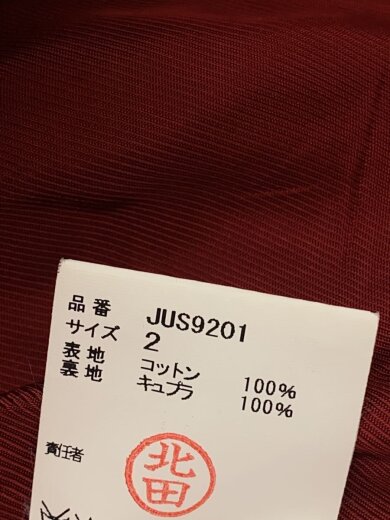 品番 JUS9201
サイズ 2
表地 コットン 100%
裏地 キュプラ 100%
責任者 北田